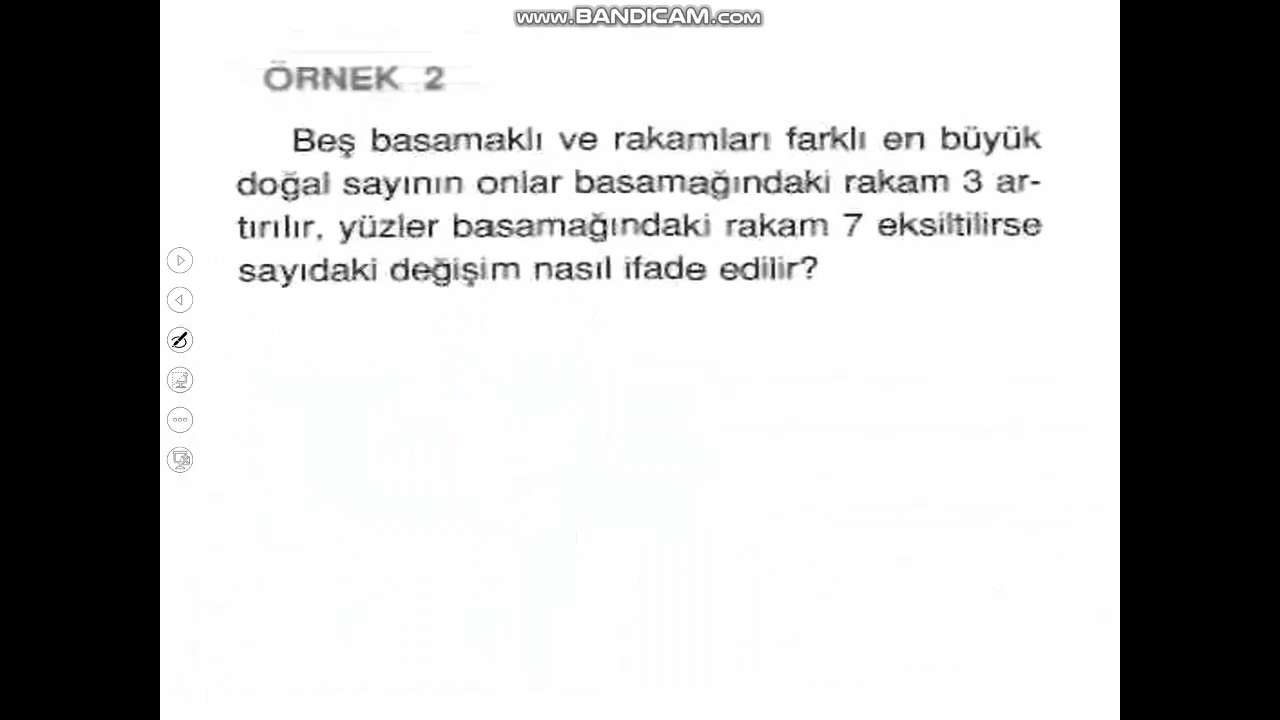 www.BANDICAM.com
ÖRNEK 2
Beş basamaklı ve rakamları farklı en büyük
doğal sayının onlar basamağındaki rakam 3 ar-
tırılır, yüzler basamağındaki rakam 7 eksiltilirse
sayıdaki değişim nasıl ifade edilir?